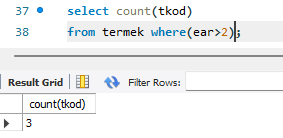 37 select count(tkod)
38 from termek where(ear>2);
Result Grid Filter Rows:
count(tkod)
3